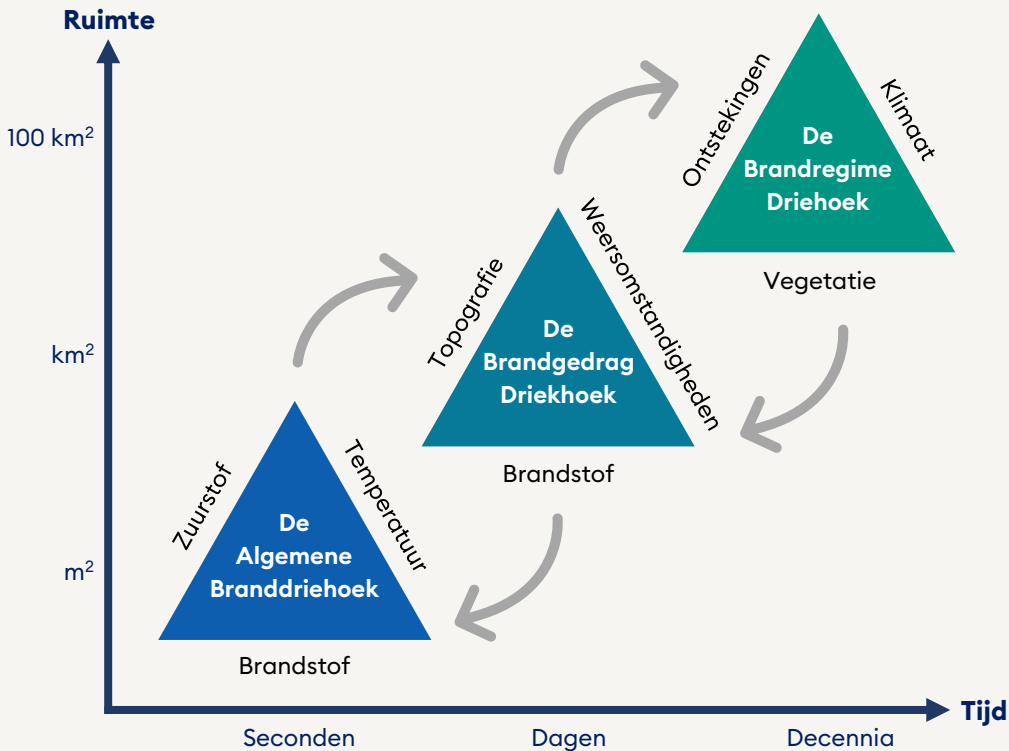 Ruimte
100 km²
km²
m²
Ontstekingen
Klimaat
De
Brandregime
Driehoek
Vegetatie
Topografie
Weersomstandigheden
De
Brandgedrag
Driekhoek
Brandstof
Zuurstof
Temperatuur
De
Algemene
Branddriehoek
Brandstof
Tijd
Seconden
Dagen
Decennia